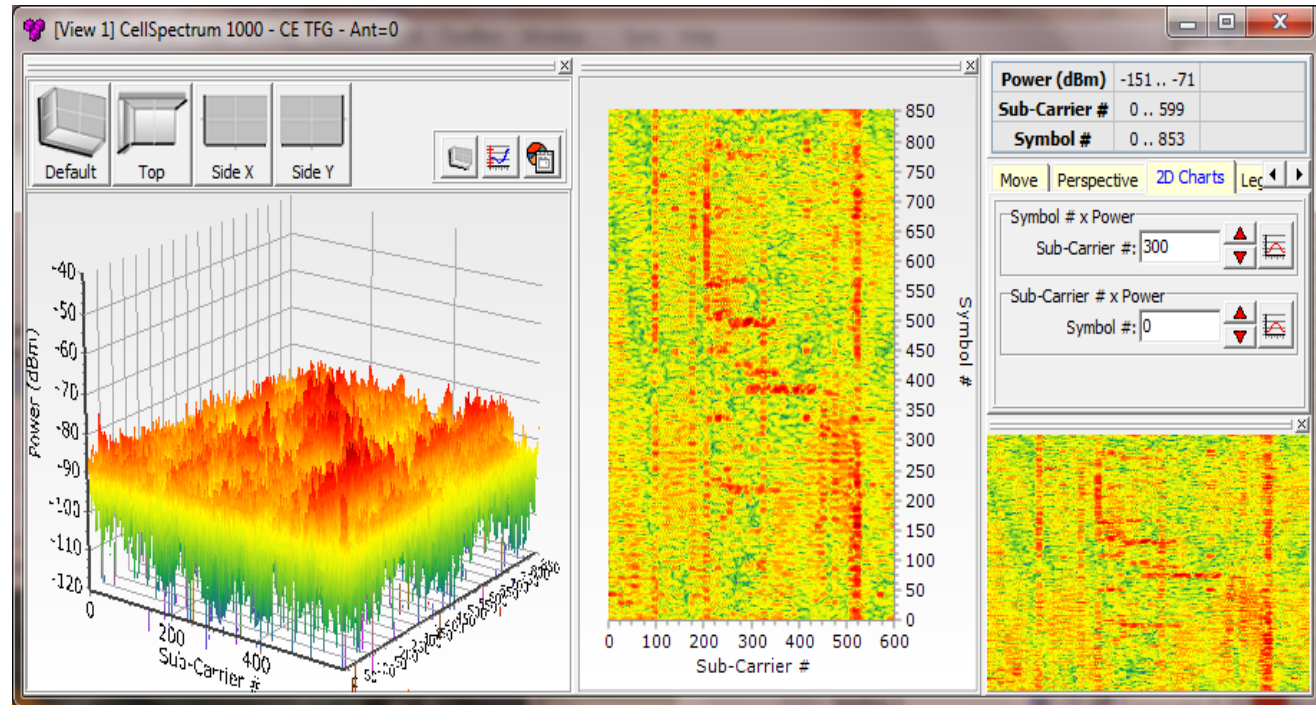 [View 1] CellSpectrum 1000 - CE TFG - Ant=0
Default Top Side X Side Y
-40
-50
-60
-70
-80
-90
-100
-110
-120
Power (dBm)
0
200
400
Sub-Carrier #
850
800
750
700
650
600
550
500
450
400
350
300
250
200
150
100
50
0
Symbol #
0 100 200 300 400 500 600
Sub-Carrier #
Power (dBm) -151 .. -71
Sub-Carrier # 0 .. 599
Symbol # 0 .. 853
Move Perspective 2D Charts Leg
Symbol # x Power
Sub-Carrier #: 300
Sub-Carrier # x Power
Symbol #: 0